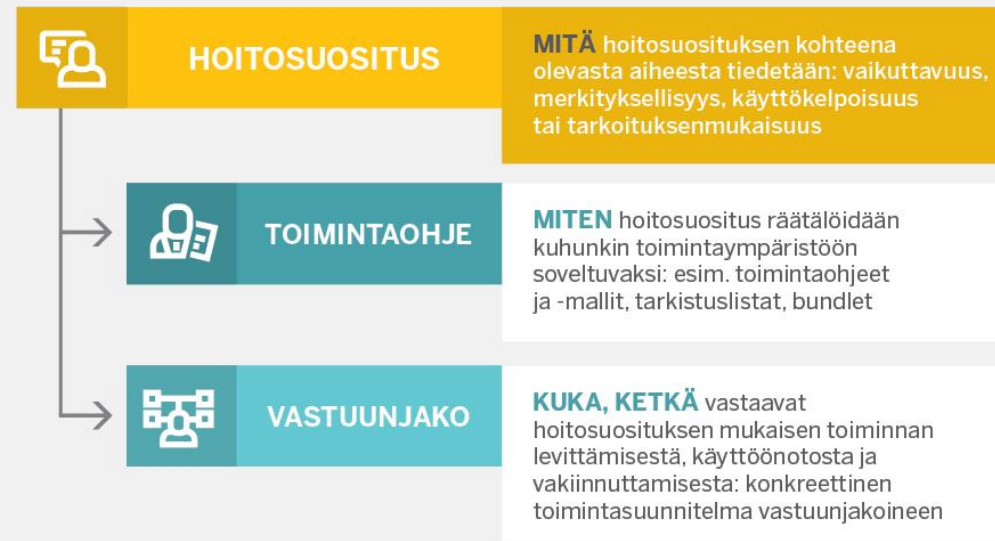 HOITOSUOSITUS
MITÄ hoitosuosituksen kohteena
olevasta aiheesta tiedetään: vaikuttavuus,
merkityksellisyys, käyttökelpoisuus
tai tarkoituksenmukaisuus
TOIMINTAOHJE
MITEN hoitosuositus räätälöidään
kuhunkin toimintaympäristöön
soveltuvaksi: esim. toimintaohjeet
ja -mallit, tarkistuslistat, bundlet
VASTUUNJAKO
KUKA, KETKÄ vastaavat
hoitosuosituksen mukaisen toiminnan
levittämisestä, käyttöönotosta ja
vakiinnuttamisesta: konkreettinen
toimintasuunnitelma vastuunjakoineen